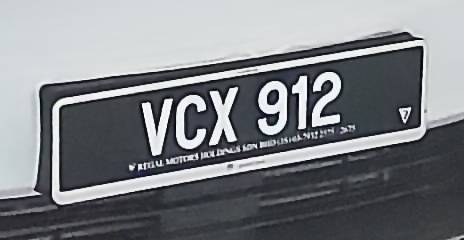 VCX 912
REGAL MOTORS HOLDINGS SDN BHD